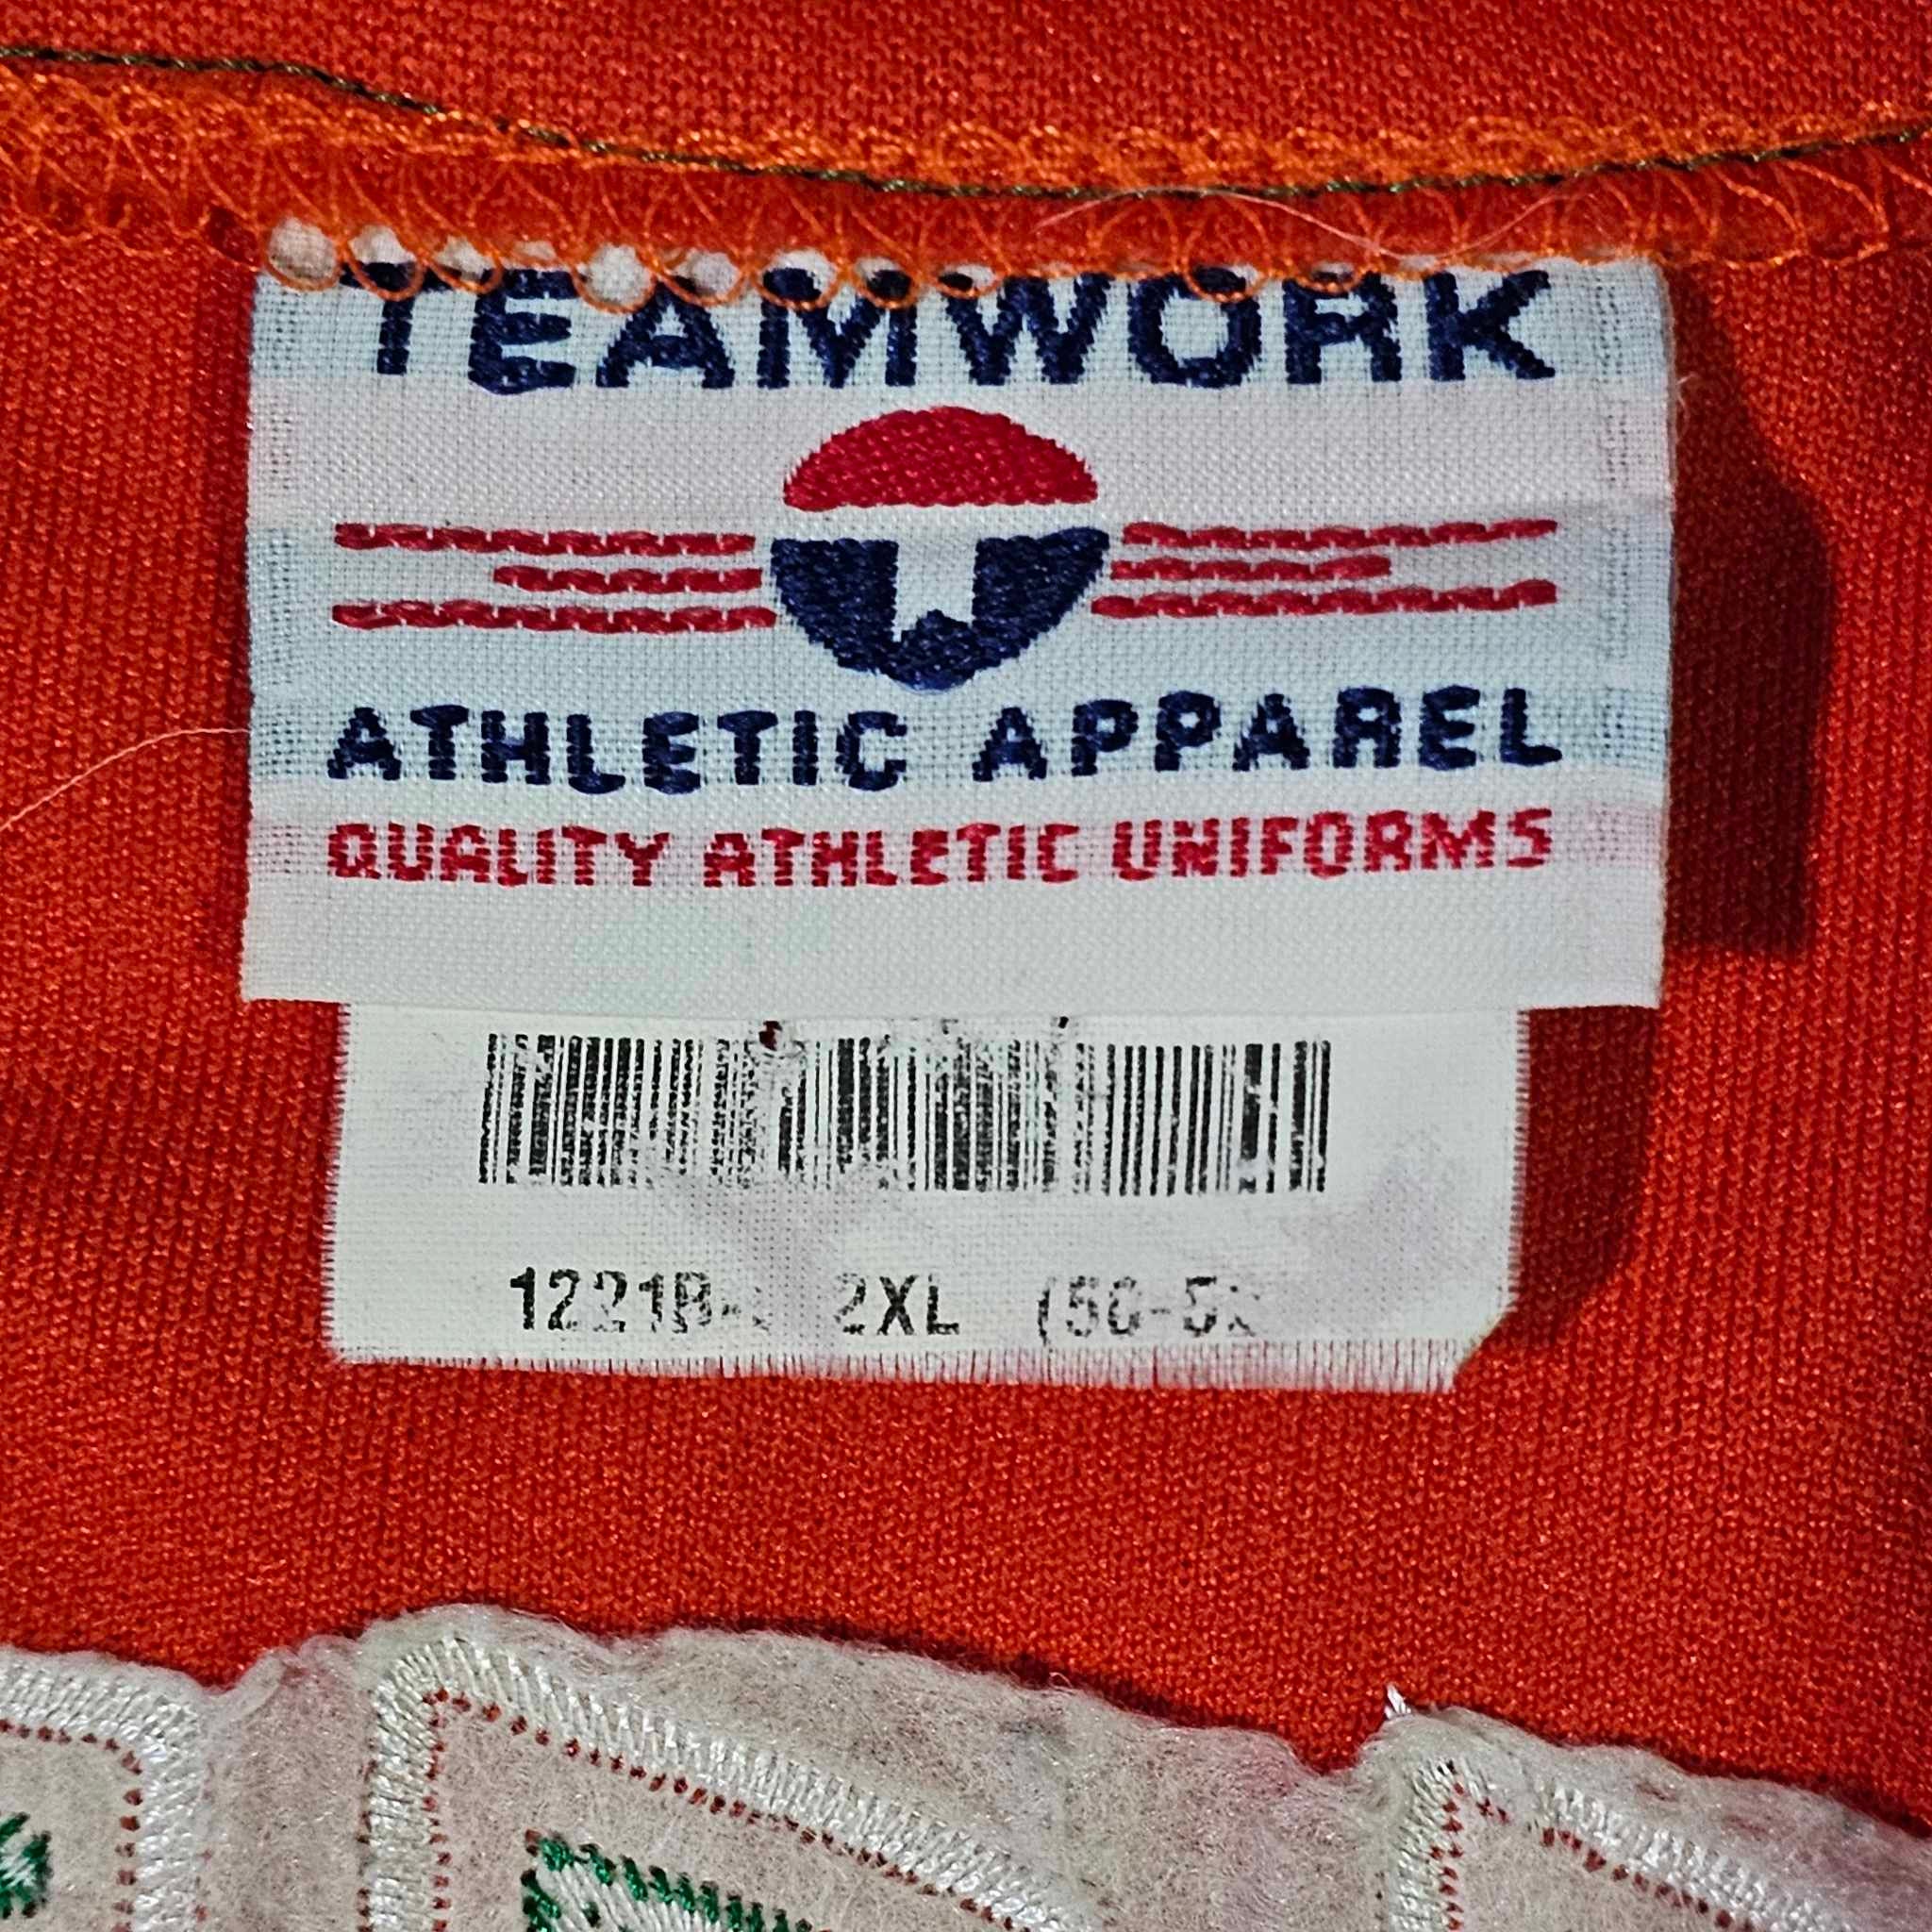 TEAMWORK
ATHLETIC APPAREL
QUALITY ATHLETIC UNIFORMS
2XL